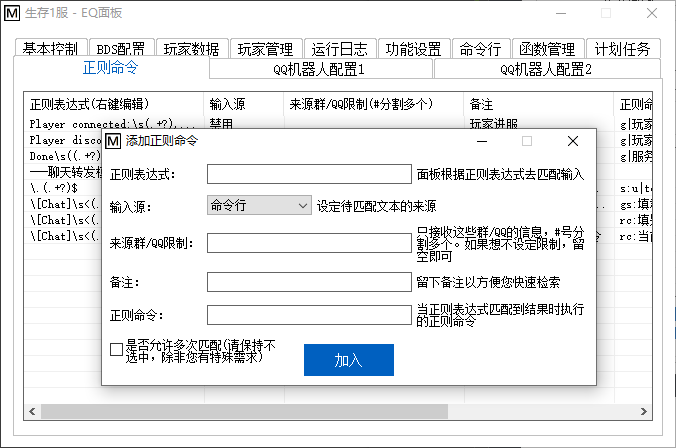 生存1服 - EQ面板
基本控制 BDS配置 玩家数据 玩家管理 运行日志 功能设置 命令行 函数管理 计划任务
正则命令 QQ机器人配置1 QQ机器人配置2
正则表达式(右键编辑) 输入源 来源群/QQ限制(#分割多个) 备注 正则命
Player connected:\s(.+?),... 禁用 玩家进服 g|玩家
Player disco
g|玩家
Done\s((.+?)
g|服务
──聊天转发
\.(.+?)$
s:u|te
\[Chat]\s<(.
gs:填
\[Chat]\s<(.
rc:填
\[Chat]\s<(.
令 rc:当
添加正则命令
正则表达式: 面板根据正则表达式去匹配输入
输入源: 命令行 设定待匹配文本的来源
来源群/QQ限制: 只接收这些群/QQ的信息，#号分
割多个。如果想不设定限制，留
空即可
备注: 留下备注以方便您快速检索
正则命令: 当正则表达式匹配到结果时执行
的正则命令
是否允许多次匹配(请保持不
选中，除非您有特殊需求)
加入